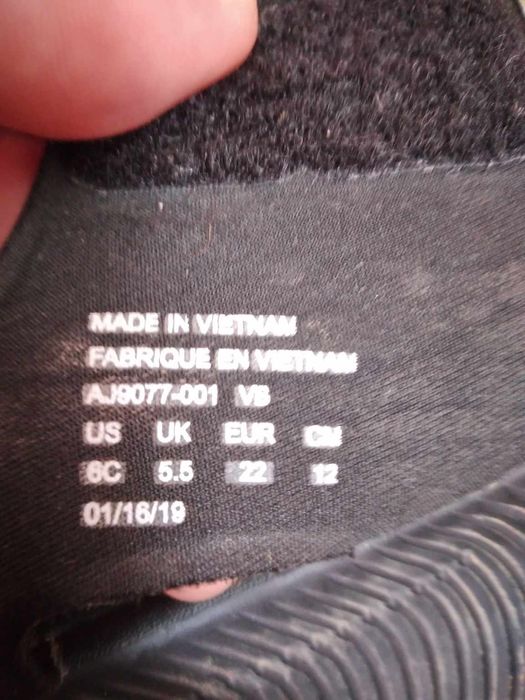 MADE IN VIETNAM
FABRIQUE EN VIETNAM
AJ9077-001 VB
US UK EUR CM
6C 5.5 22 12
01/16/19